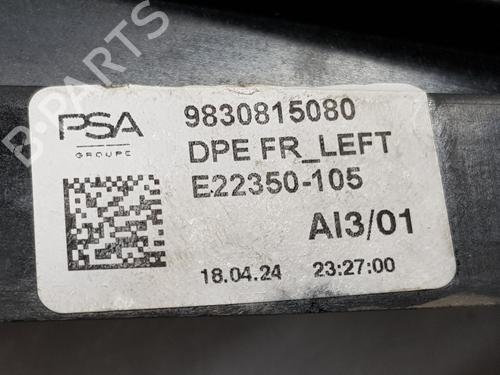 B-PARTS
PSA
GROUPE
9830815080
DPE FR_LEFT
E22350-105
AI3/01
18.04.24 23:27:00